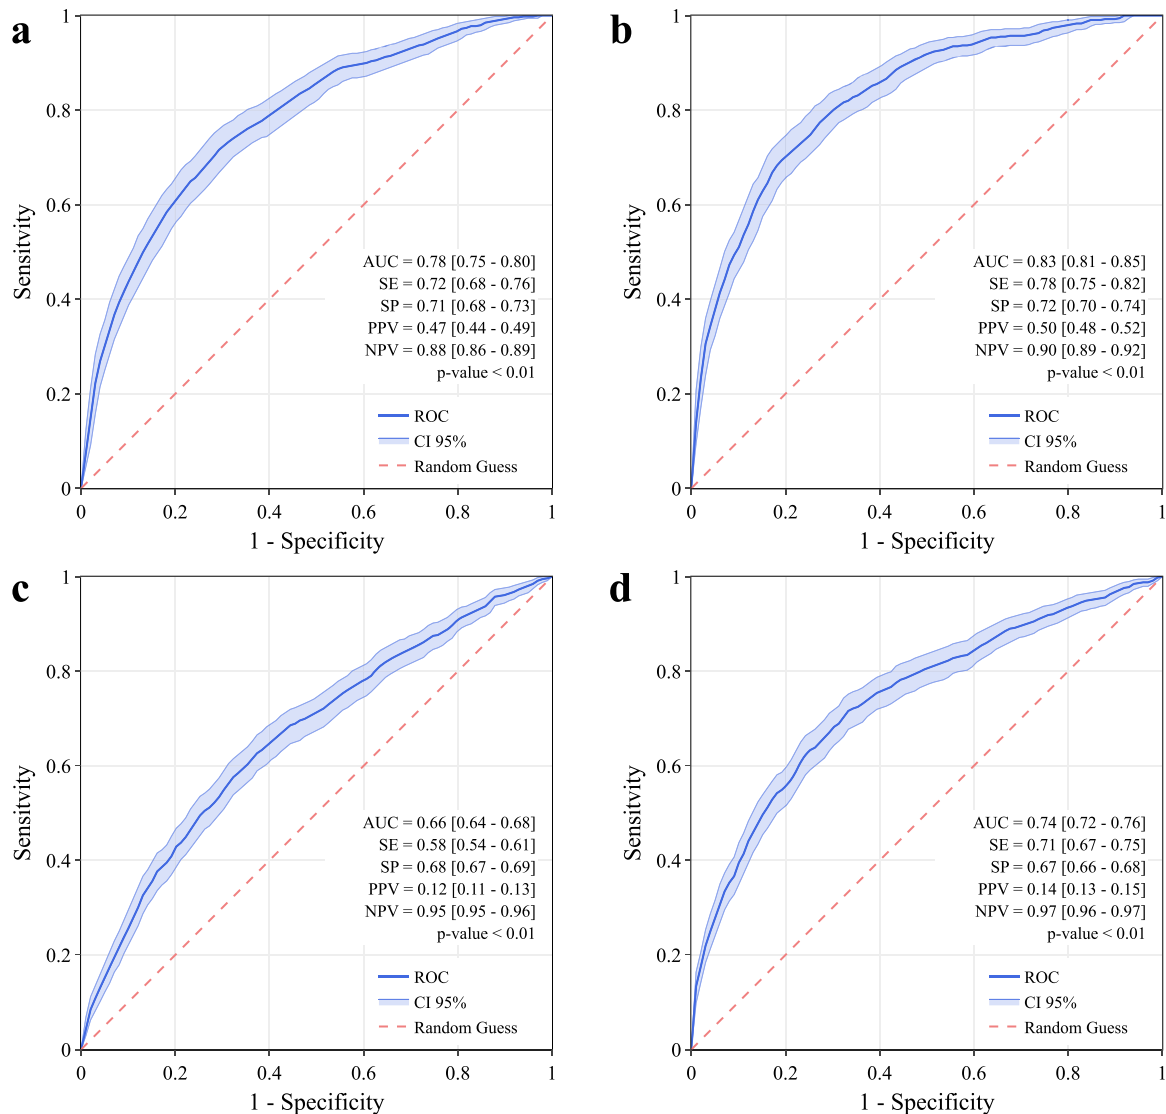 a
1
0.8
0.6
0.4
0.2
0
Sensitvity
AUC = 0.78 [0.75 - 0.80]
SE = 0.72 [0.68 - 0.76]
SP = 0.71 [0.68 - 0.73]
PPV = 0.47 [0.44 - 0.49]
NPV = 0.88 [0.86 - 0.89]
p-value < 0.01
ROC
CI 95%
Random Guess
0 0.2 0.4 0.6 0.8 1
1 - Specificity
b
1
0.8
0.6
0.4
0.2
0
Sensitvity
AUC = 0.83 [0.81 - 0.85]
SE = 0.78 [0.75 - 0.82]
SP = 0.72 [0.70 - 0.74]
PPV = 0.50 [0.48 - 0.52]
NPV = 0.90 [0.89 - 0.92]
p-value < 0.01
ROC
CI 95%
Random Guess
0 0.2 0.4 0.6 0.8 1
1 - Specificity
c
1
0.8
0.6
0.4
0.2
0
Sensitvity
AUC = 0.66 [0.64 - 0.68]
SE = 0.58 [0.54 - 0.61]
SP = 0.68 [0.67 - 0.69]
PPV = 0.12 [0.11 - 0.13]
NPV = 0.95 [0.95 - 0.96]
p-value < 0.01
ROC
CI 95%
Random Guess
0 0.2 0.4 0.6 0.8 1
1 - Specificity
d
1
0.8
0.6
0.4
0.2
0
Sensitvity
AUC = 0.74 [0.72 - 0.76]
SE = 0.71 [0.67 - 0.75]
SP = 0.67 [0.66 - 0.68]
PPV = 0.14 [0.13 - 0.15]
NPV = 0.97 [0.96 - 0.97]
p-value < 0.01
ROC
CI 95%
Random Guess
0 0.2 0.4 0.6 0.8 1
1 - Specificity